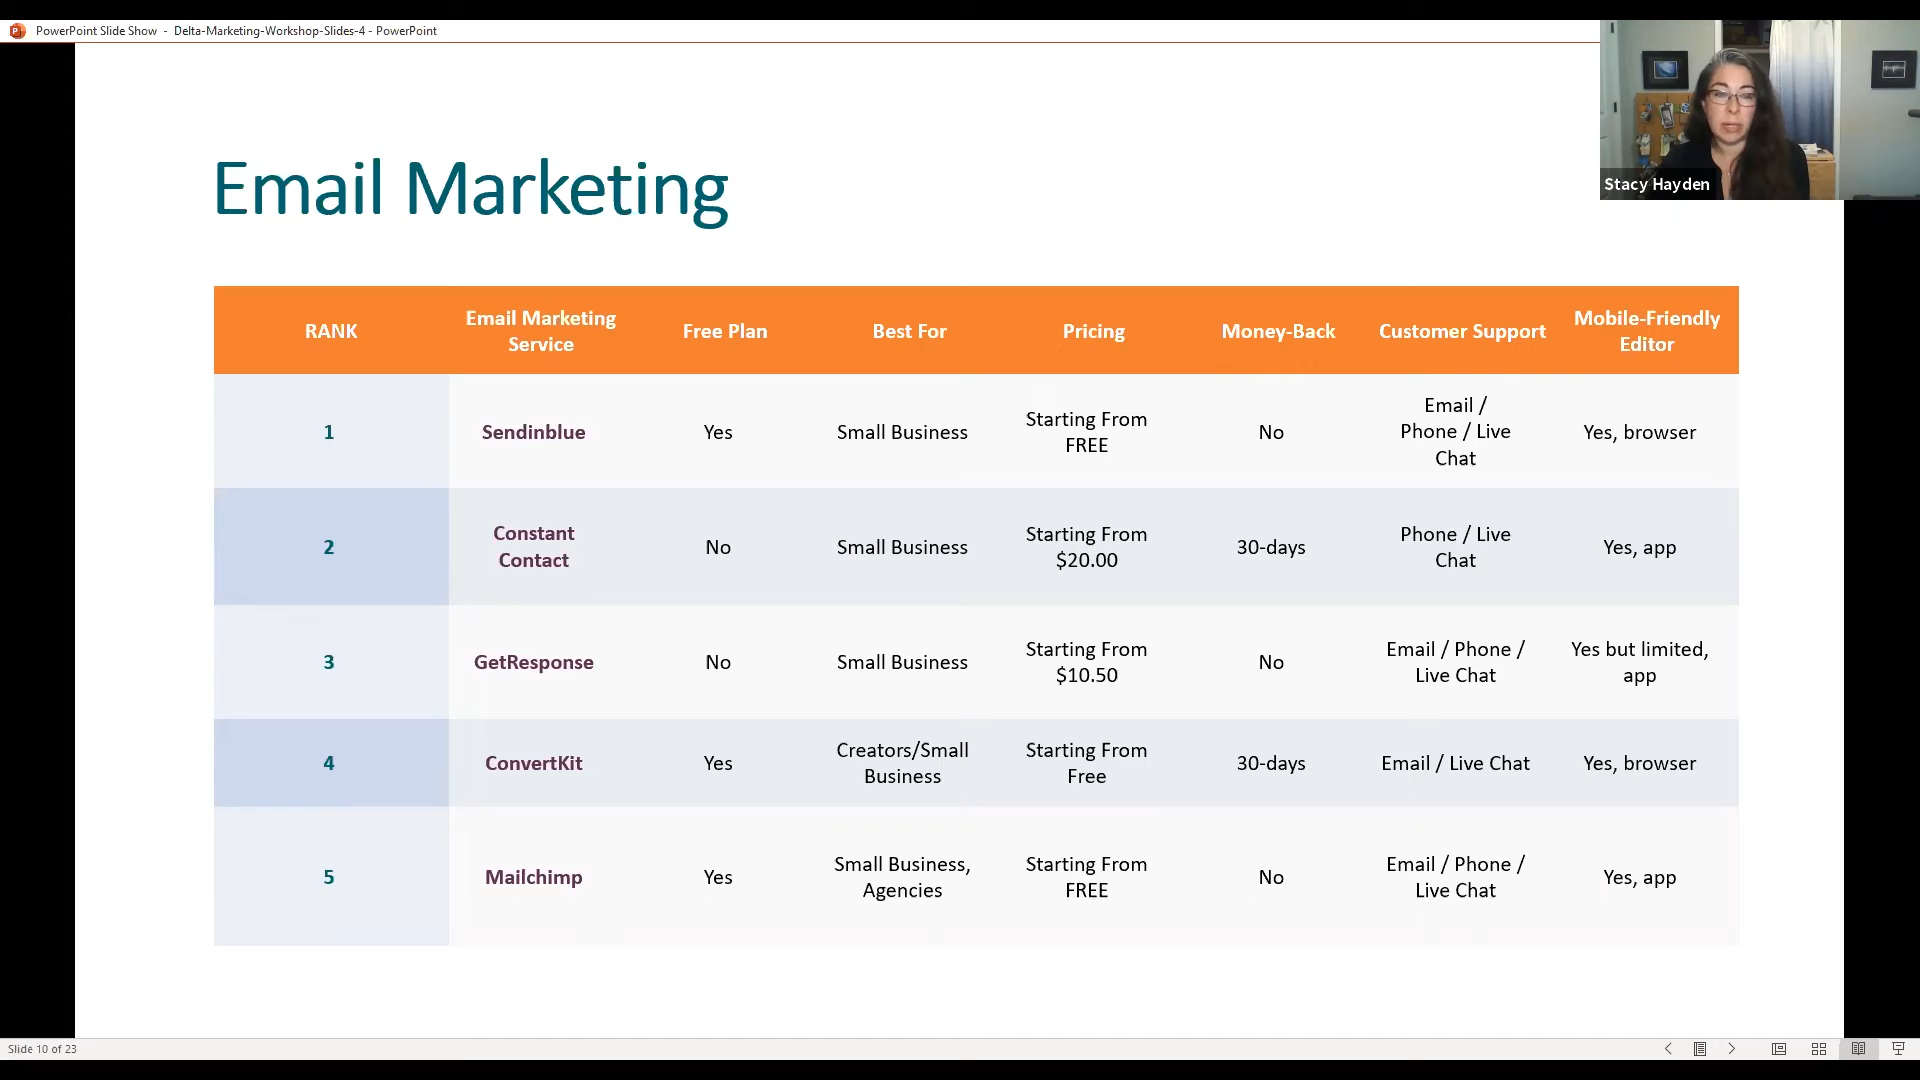 PowerPoint Slide Show - Delta-Marketing-Workshop-Slides-4 - PowerPoint
Stacy Hayden
Email Marketing
RANK
Email Marketing
Service
Free Plan
Best For
Pricing
Money-Back
Customer Support
Mobile-Friendly
Editor
1
Sendinblue
Yes
Small Business
Starting From
FREE
No
Email /
Phone / Live
Chat
Yes, browser
2
Constant
Contact
No
Small Business
Starting From
$20.00
30-days
Phone / Live
Chat
Yes, app
3
GetResponse
No
Small Business
Starting From
$10.50
No
Email / Phone /
Live Chat
Yes but limited,
app
4
ConvertKit
Yes
Creators/Small
Business
Starting From
Free
30-days
Email / Live Chat
Yes, browser
5
Mailchimp
Yes
Small Business,
Agencies
Starting From
FREE
No
Email / Phone /
Live Chat
Yes, app
Slide 10 of 23